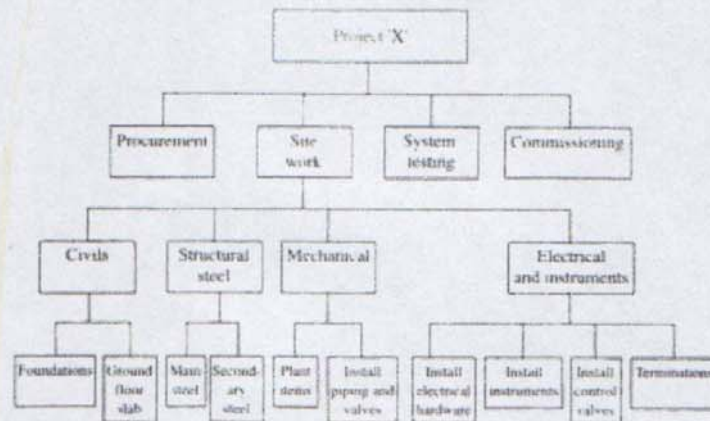 Project 'X'
Procurement
Site
work
System
testing
Commissioning
Civils
Structural
steel
Mechanical
Electrical
and instruments
Foundations
Ground
floor
slab
Main
steel
Second-
ary
steel
Plant
items
Install
piping and
valves
Install
electrical
hardware
Install
instruments
Install
control
valves
Terminations